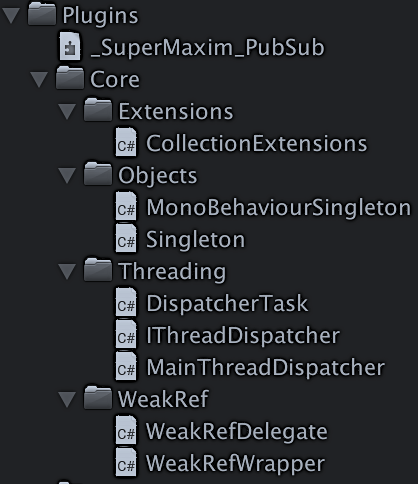 Plugins
_SuperMaxim_PubSub
Core
Extensions
C# CollectionExtensions
Objects
C# MonoBehaviourSingleton
C# Singleton
Threading
C# DispatcherTask
C# IThreadDispatcher
C# MainThreadDispatcher
WeakRef
C# WeakRefDelegate
C# WeakRefWrapper